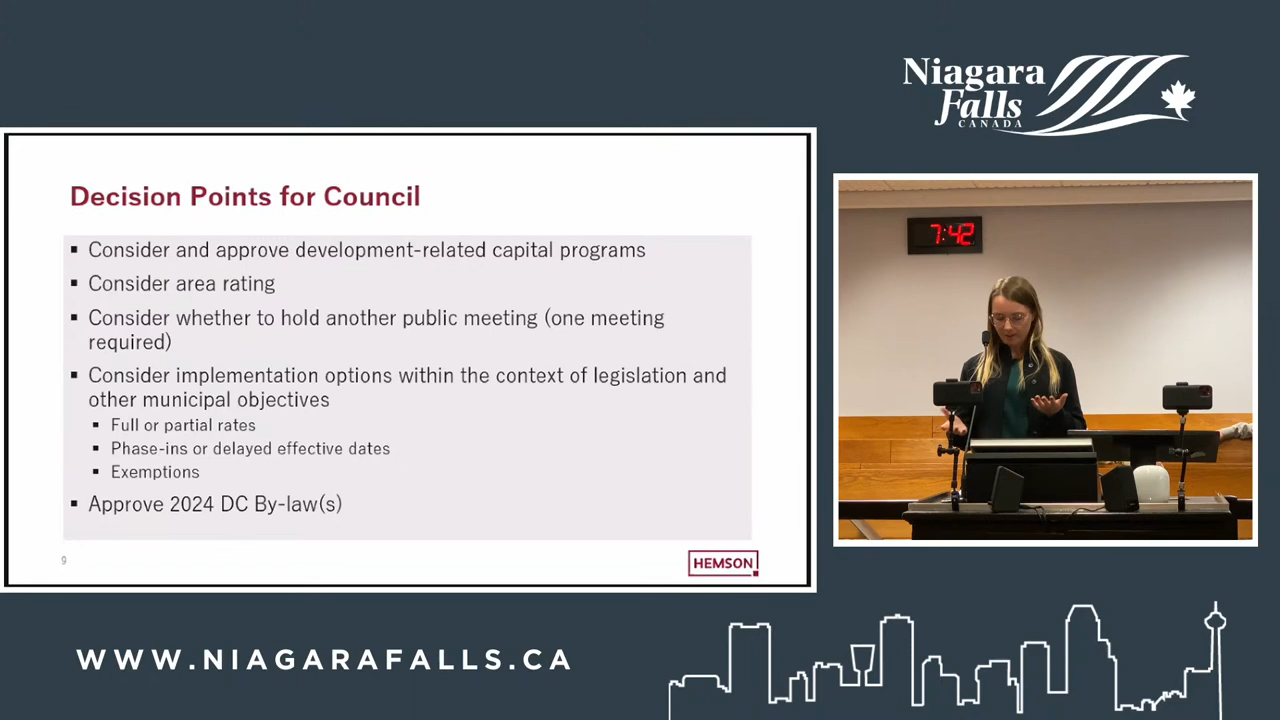 Niagara
Falls
CANADA
Decision Points for Council
▪ Consider and approve development-related capital programs
▪ Consider area rating
▪ Consider whether to hold another public meeting (one meeting
required)
▪ Consider implementation options within the context of legislation and
other municipal objectives
▪ Full or partial rates
▪ Phase-ins or delayed effective dates
▪ Exemptions
▪ Approve 2024 DC By-law(s)
9
HEMSON
7:42
WWW.NIAGARAFALLS.CA